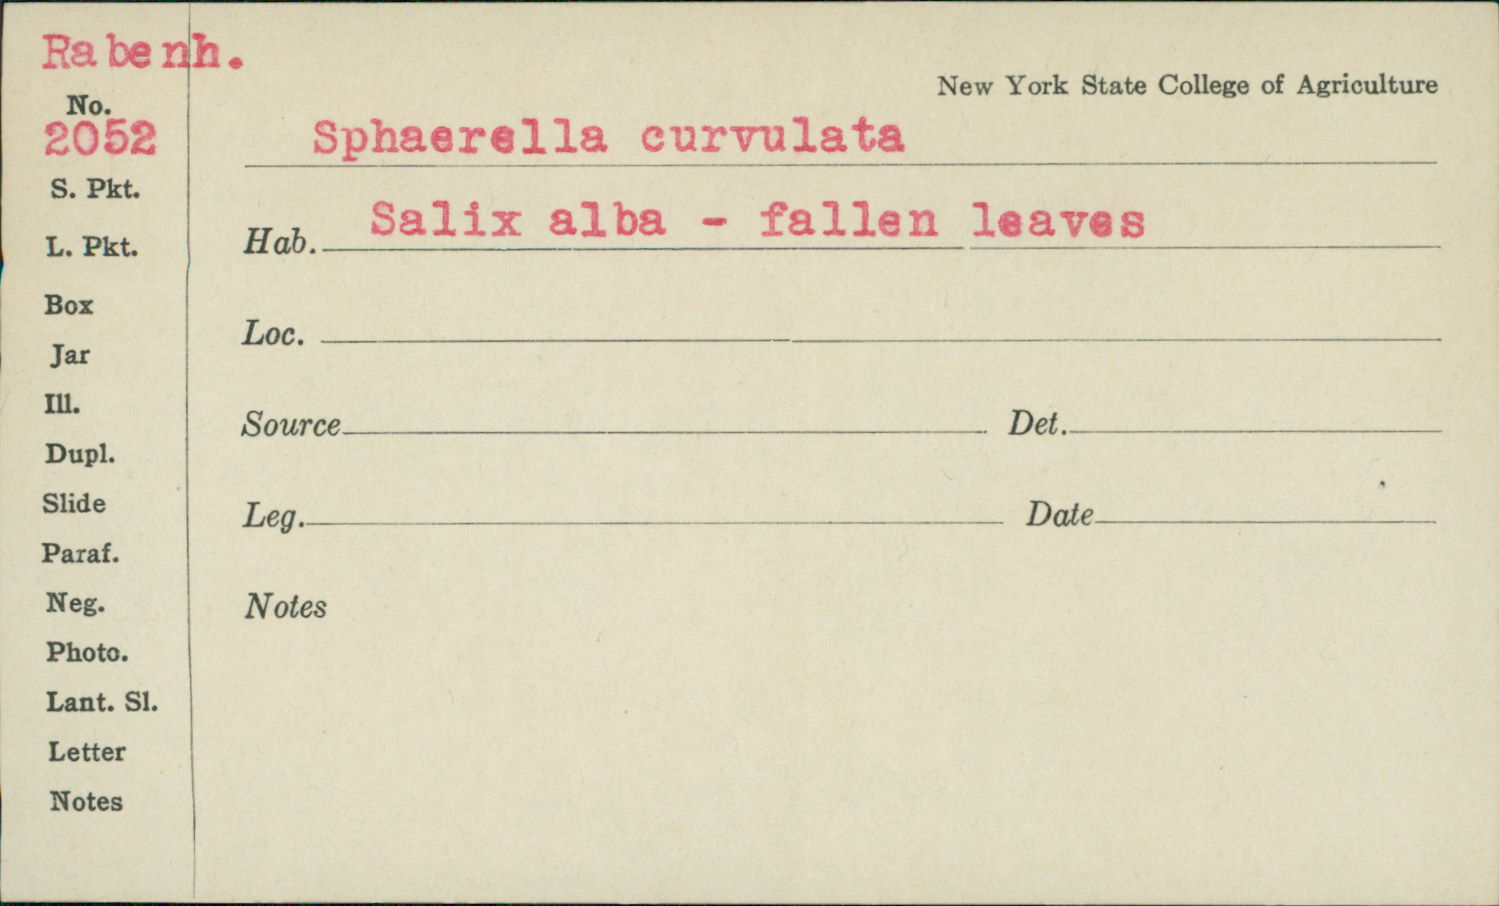 Rabenh.
New York State College of Agriculture
No.
2052
Sphaerella curvulata
S. Pkt.
Hab. Salix alba - fallen leaves
L. Pkt.
Box
Loc.
Jar
Ill.
Source Det.
Dupl.
Slide
Leg. Date
Paraf.
Neg.
Notes
Photo.
Lant. Sl.
Letter
Notes